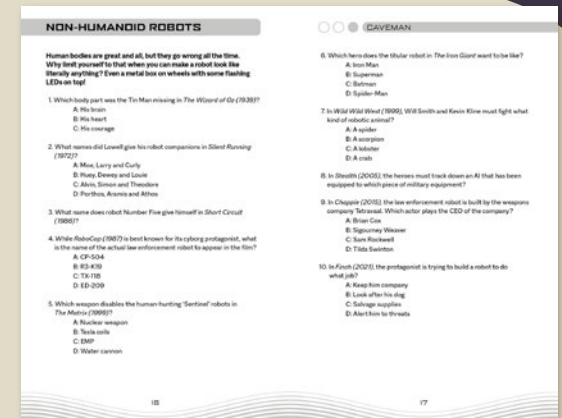 NON-HUMANOID ROBOTS
Human bodies are great and all, but they go wrong all the time.
Why limit yourself to that when you can make a robot look like
literally anything? Even a metal box on wheels with some flashing
LEDs on top!
1. Which body part was the Tin Man missing in The Wizard of Oz (1939)?
A: His brain
B: His heart
C: His courage
2. What names did Lowell give his robot companions in Silent Running
(1972)?
A: Moe, Larry and Curly
B: Huey, Dewey and Louie
C: Alvin, Simon and Theodore
D: Porthos, Aramis and Athos
3. What name does robot Number Five give himself in Short Circuit
(1986)?
4. While RoboCop (1987) is best known for its cyborg protagonist, what
is the name of the actual law enforcement robot to appear in the film?
A: CP-504
B: R3-K19
C: TX-118
D: ED-209
5. Which weapon disables the human-hunting 'Sentinel' robots in
The Matrix (1999)?
A: Nuclear weapon
B: Tesla coils
C: EMP
D: Water cannon
16
CAVEMAN
6. Which hero does the titular robot in The Iron Giant want to be like?
A: Iron Man
B: Superman
C: Batman
D: Spider-Man
7. In Wild Wild West (1999), Will Smith and Kevin Kline must fight what
kind of robotic animal?
A: A spider
B: A scorpion
C: A lobster
D: A crab
8. In Stealth (2005), the heroes must track down an AI that has been
equipped to which piece of military equipment?
9. In Chappie (2015), the law enforcement robot is built by the weapons
company Tetravaal. Which actor plays the CEO of the company?
A: Brian Cox
B: Sigourney Weaver
C: Sam Rockwell
D: Tilda Swinton
10. In Finch (2021), the protagonist is trying to build a robot to do
what job?
A: Keep him company
B: Look after his dog
C: Salvage supplies
D: Alert him to threats
17